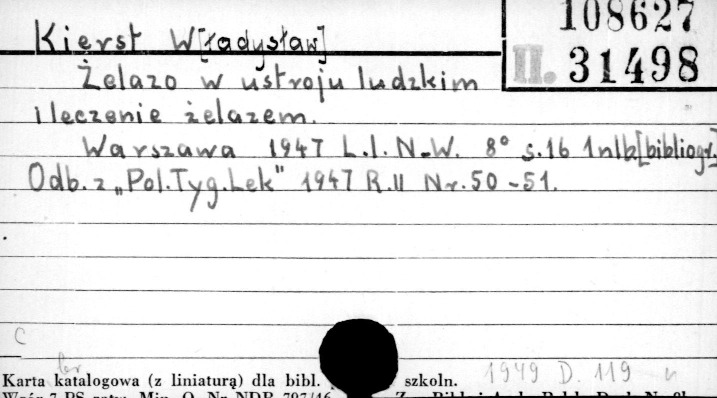 108627
Kierst W[ładysław]
II. 31498
Żelazo w ustroju ludzkim
i leczenie żelazem.
Warszawa 1947 L.I.N-W. 8° s.16 1nlb[bibliogr.]
Odb. z „Pol.Tyg.Lek" 1947 R.II Nr.50-51.
C
br
1949 D. 119
Karta katalogowa (z liniaturą) dla bibl. szkoln.